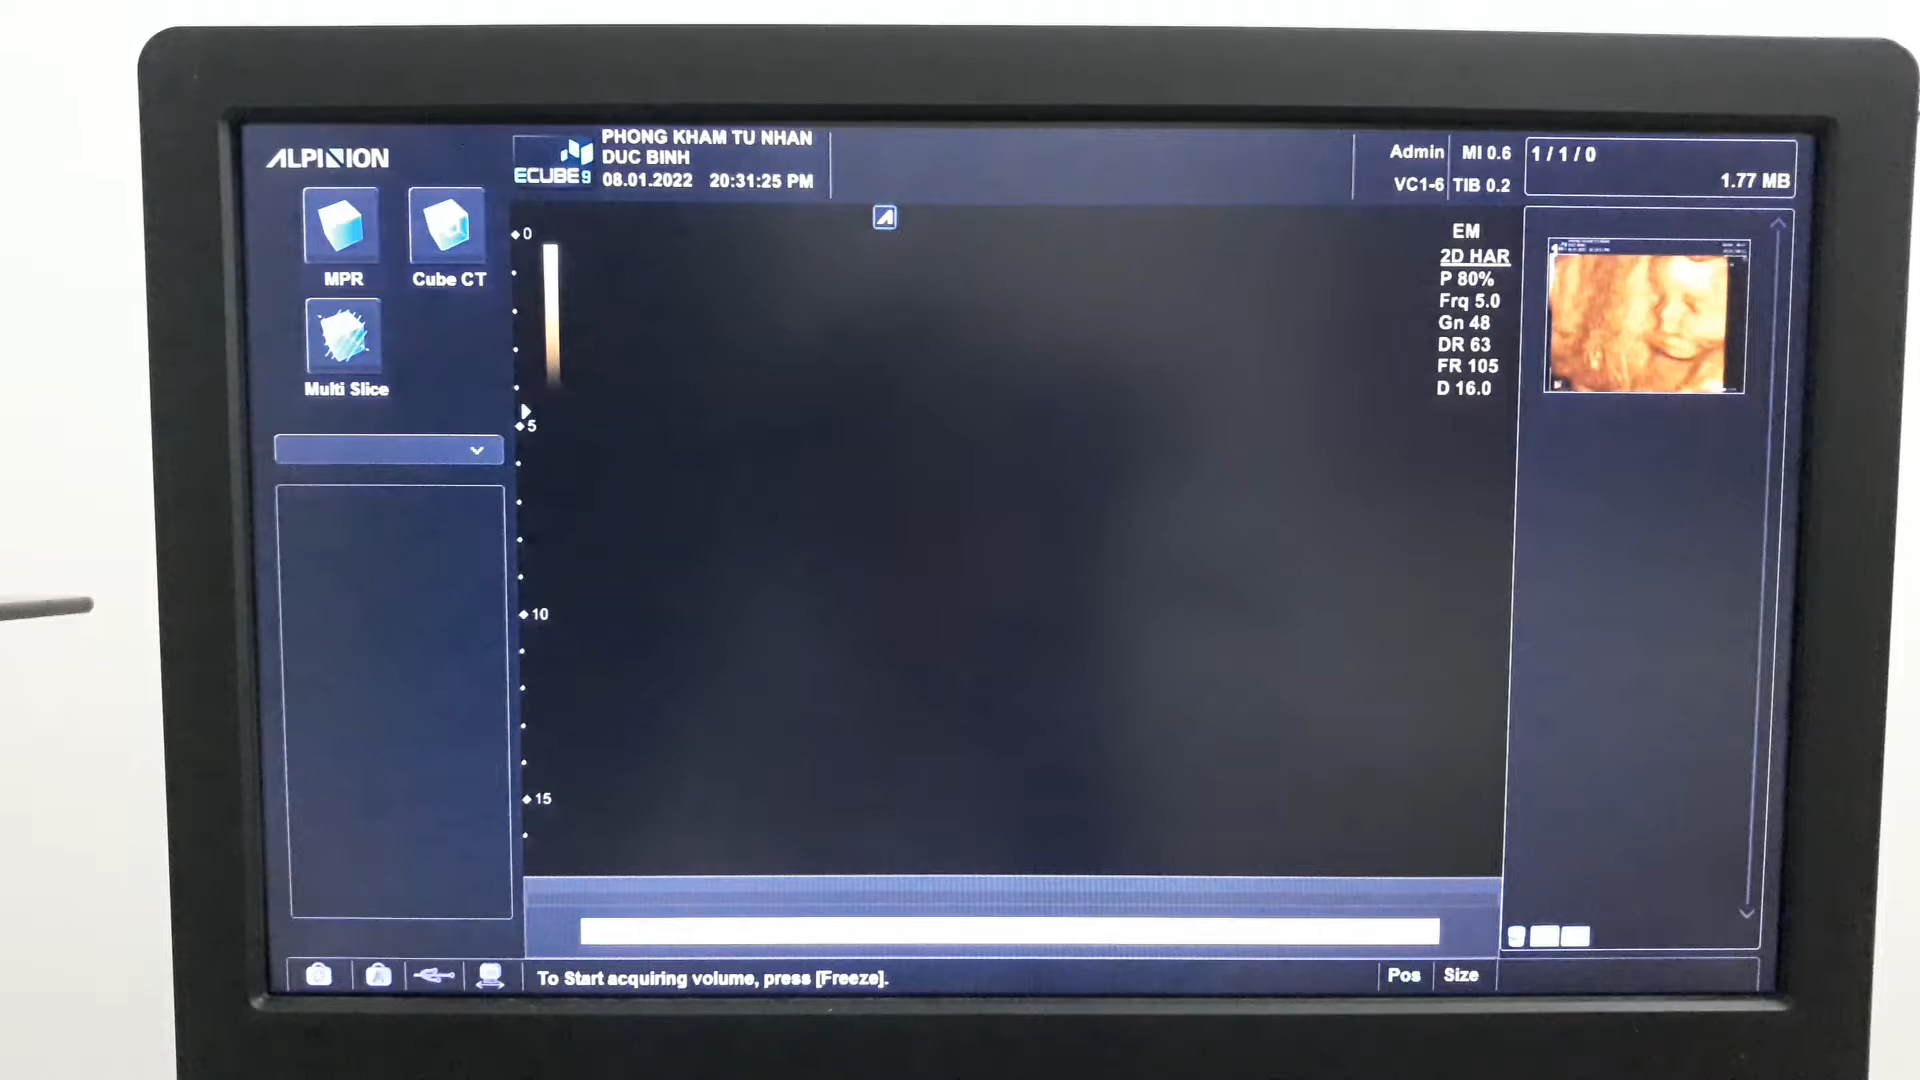 ALPINION
MPR
Cube CT
Multi Slice
ECUBE 9
PHONG KHAM TU NHAN
DUC BINH
08.01.2022 20:31:25 PM
Admin MI 0.6
VC1-6 TIB 0.2
1 / 1 / 0
1.77 MB
EM
2D HAR
P 80%
Frq 5.0
Gn 48
DR 63
FR 105
D 16.0
0
5
10
15
To Start acquiring volume, press [Freeze].
Pos Size